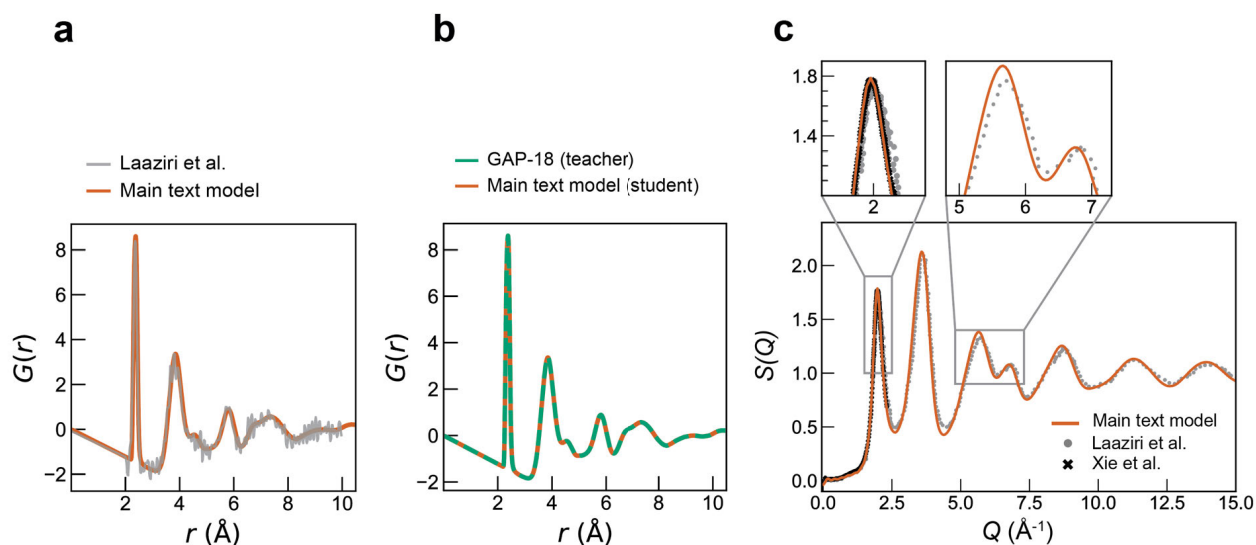 a
Laaziri et al.
Main text model
G(r)
8
6
4
2
0
−2
2
4
6
8
10
r (Å)
b
GAP-18 (teacher)
Main text model (student)
G(r)
8
6
4
2
0
−2
2
4
6
8
10
r (Å)
c
1.8
1.4
2
5
6
7
S(Q)
2.0
1.5
1.0
0.5
0.0
Main text model
Laaziri et al.
Xie et al.
0.0
2.5
5.0
7.5
10.0
12.5
15.0
Q (Å⁻¹)